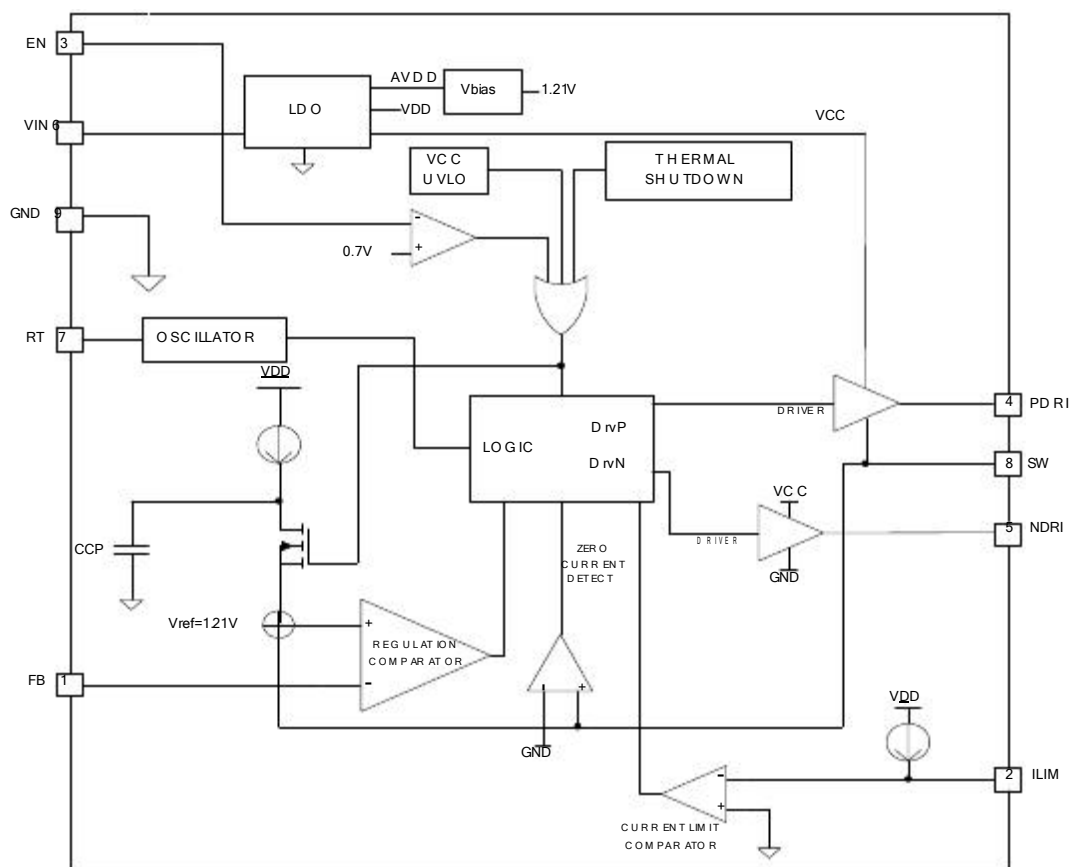 EN 3
AVDD
Vbias
1.21V
LDO
VDD
VCC
VIN 6
VCC
UVLO
THERMAL
SHUTDOWN
GND 9
-
+
0.7V
RT 7
OSCILLATOR
VDD
DrvP
LOGIC
DrvN
DRIVER
4 PDRI
8 SW
VCC
DRIVER
5 NDRI
GND
CCP
ZERO
CURRENT
DETECT
Vref=1.21V
+
REGULATION
COMPARATOR
-
FB 1
- +
GND
VDD
2 ILIM
-
+
CURRENT LIMIT
COMPARATOR